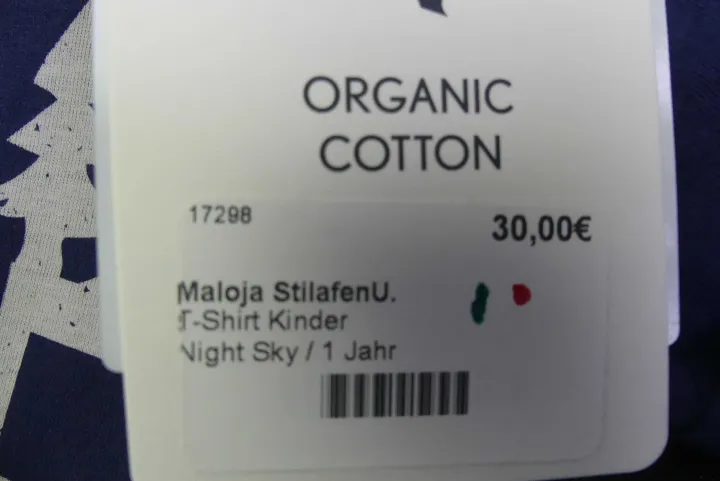 ORGANIC
COTTON
17298
30,00€
Maloja StilafenU.
T-Shirt Kinder
Night Sky / 1 Jahr